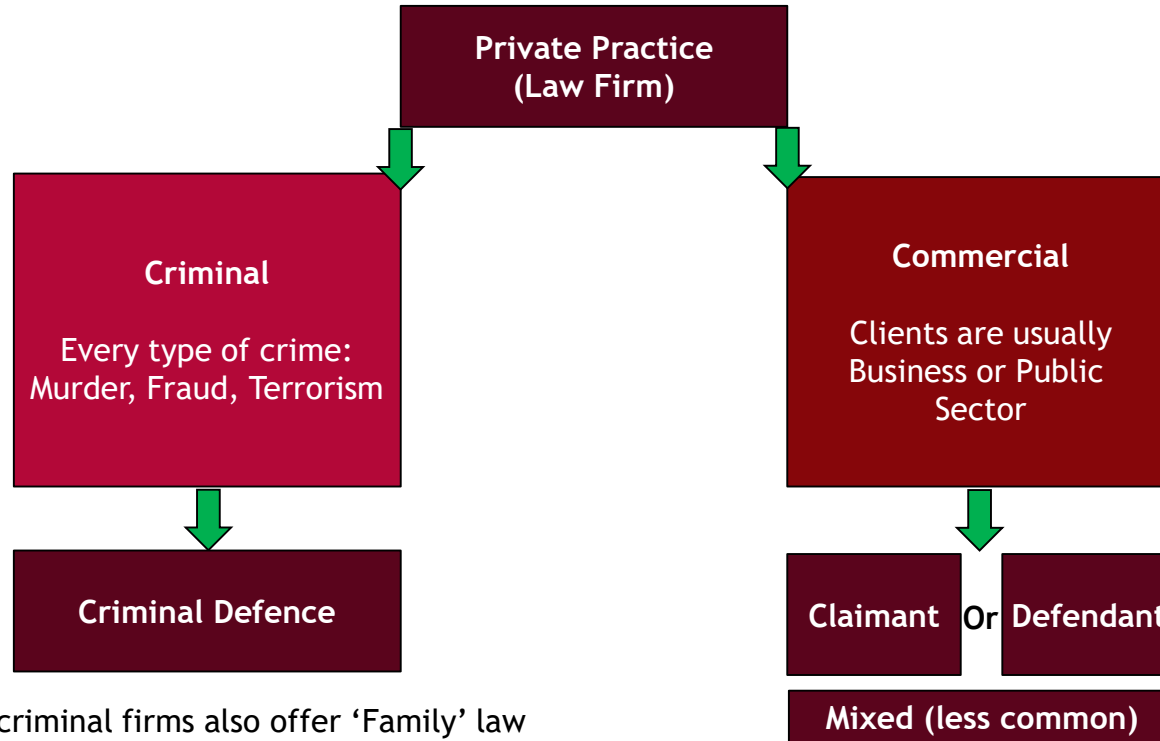 Private Practice
(Law Firm)
Criminal
Every type of crime:
Murder, Fraud, Terrorism
Commercial
Clients are usually
Business or Public
Sector
Criminal Defence
Claimant Or Defendant
criminal firms also offer ‘Family’ law
Mixed (less common)